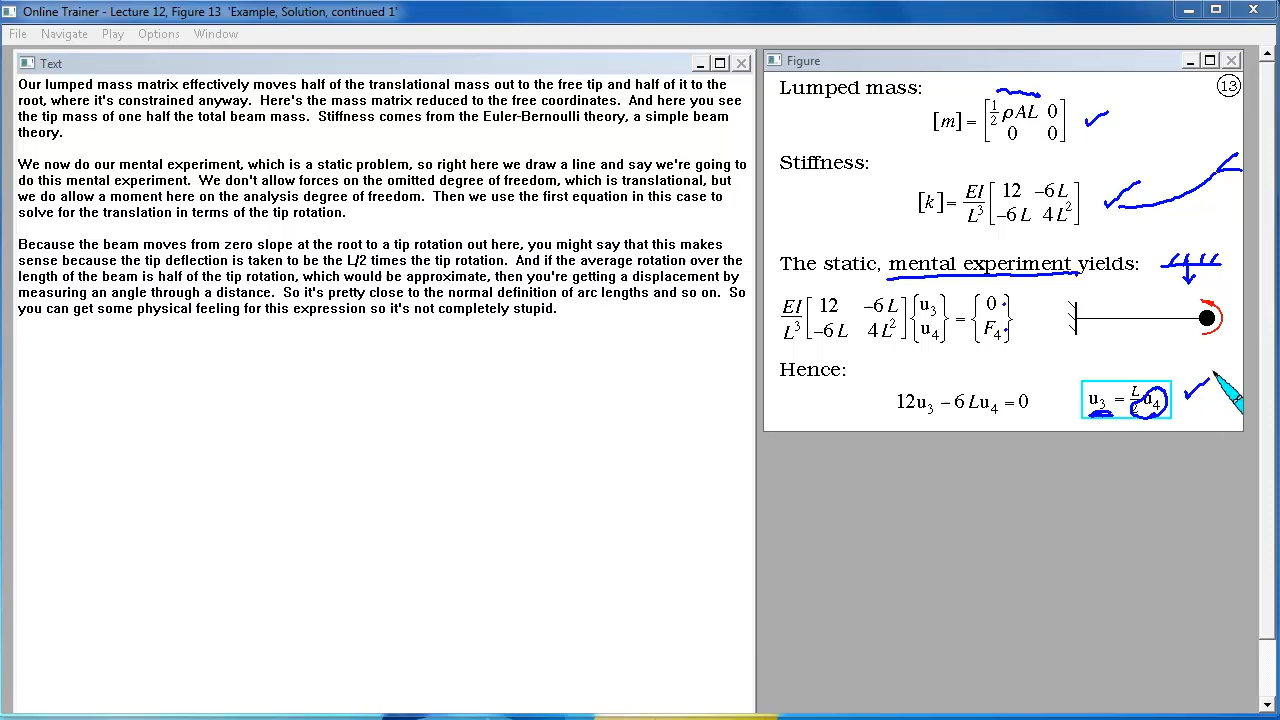 Online Trainer - Lecture 12, Figure 13 'Example, Solution, continued 1'
File Navigate Play Options Window
Text
Our lumped mass matrix effectively moves half of the translational mass out to the free tip and half of it to the
root, where it's constrained anyway. Here's the mass matrix reduced to the free coordinates. And here you see
the tip mass of one half the total beam mass. Stiffness comes from the Euler-Bernoulli theory, a simple beam
theory.
We now do our mental experiment, which is a static problem, so right here we draw a line and say we're going to
do this mental experiment. We don't allow forces on the omitted degree of freedom, which is translational, but
we do allow a moment here on the analysis degree of freedom. Then we use the first equation in this case to
solve for the translation in terms of the tip rotation.
Because the beam moves from zero slope at the root to a tip rotation out here, you might say that this makes
sense because the tip deflection is taken to be the L/2 times the tip rotation. And if the average rotation over the
length of the beam is half of the tip rotation, which would be approximate, then you're getting a displacement by
measuring an angle through a distance. So it's pretty close to the normal definition of arc lengths and so on. So
you can get some physical feeling for this expression so it's not completely stupid.
Figure
Lumped mass:
13
[m] = [½ρAL 0
0 0]
Stiffness:
[k] = EI/L³ [12 -6L
-6L 4L²]
The static, mental experiment yields:
EI/L³ [12 -6L {u₃ = {0
-6L 4L²] u₄} F₄}
Hence:
12u₃ - 6Lu₄ = 0
u₃ = L/2 u₄